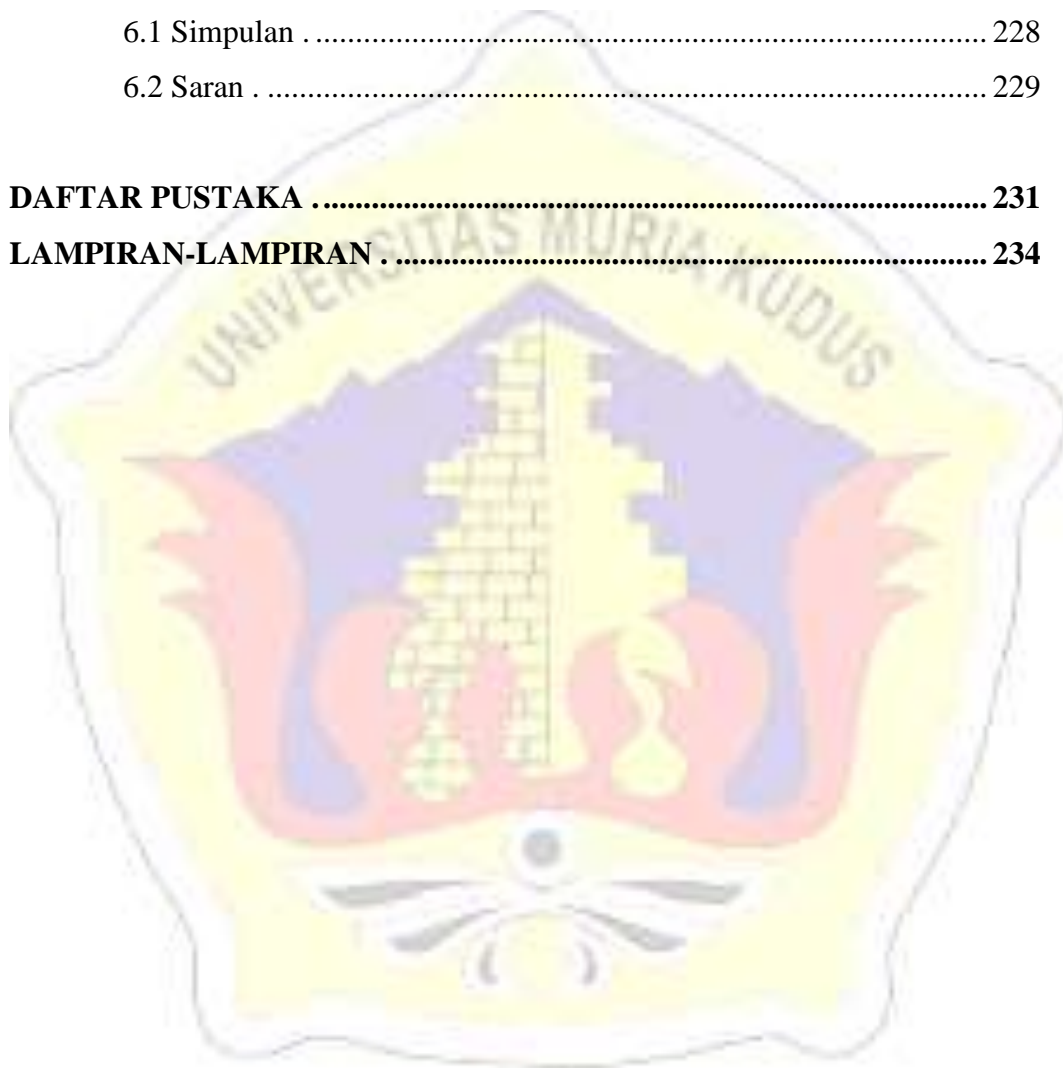 6.1 Simpulan . .................................................................................... 228
6.2 Saran . .......................................................................................... 229
DAFTAR PUSTAKA . ................................................................................... 231
LAMPIRAN-LAMPIRAN . .......................................................................... 234
UNIVERSITAS MURIA KUDUS